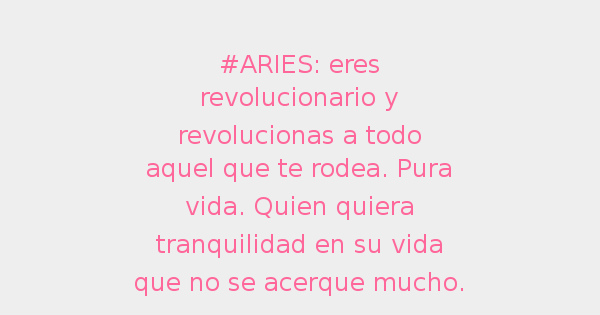 #ARIES: eres
revolucionario y
revolucionas a todo
aquel que te rodea. Pura
vida. Quien quiera
tranquilidad en su vida
que no se acerque mucho.